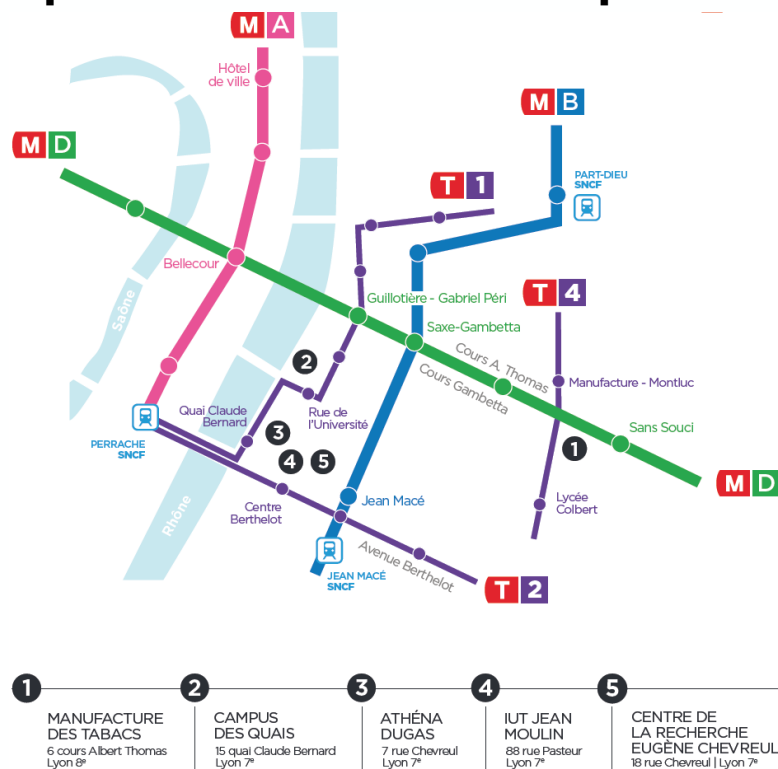 M A
Hôtel
de ville
M B
M D
PART-DIEU
SNCF
T 1
Bellecour
Saône
Guillotière - Gabriel Péri
T 4
Saxe-Gambetta
Cours A. Thomas
Cours Gambetta
Manufacture - Montluc
2
Quai Claude
Bernard
Rue de
l'Université
Sans Souci
3
1
PERRACHE
SNCF
4 5
M D
Rhône
Centre
Berthelot
Jean Macé
Lycée
Colbert
Avenue Berthelot
JEAN MACÉ
SNCF
T 2
1
MANUFACTURE
DES TABACS
6 cours Albert Thomas
Lyon 8e
2
CAMPUS
DES QUAIS
15 quai Claude Bernard
Lyon 7e
3
ATHÉNA
DUGAS
7 rue Chevreul
Lyon 7e
4
IUT JEAN
MOULIN
88 rue Pasteur
Lyon 7e
5
CENTRE DE
LA RECHERCHE
EUGÈNE CHEVREUL
18 rue Chevreul | Lyon 7e